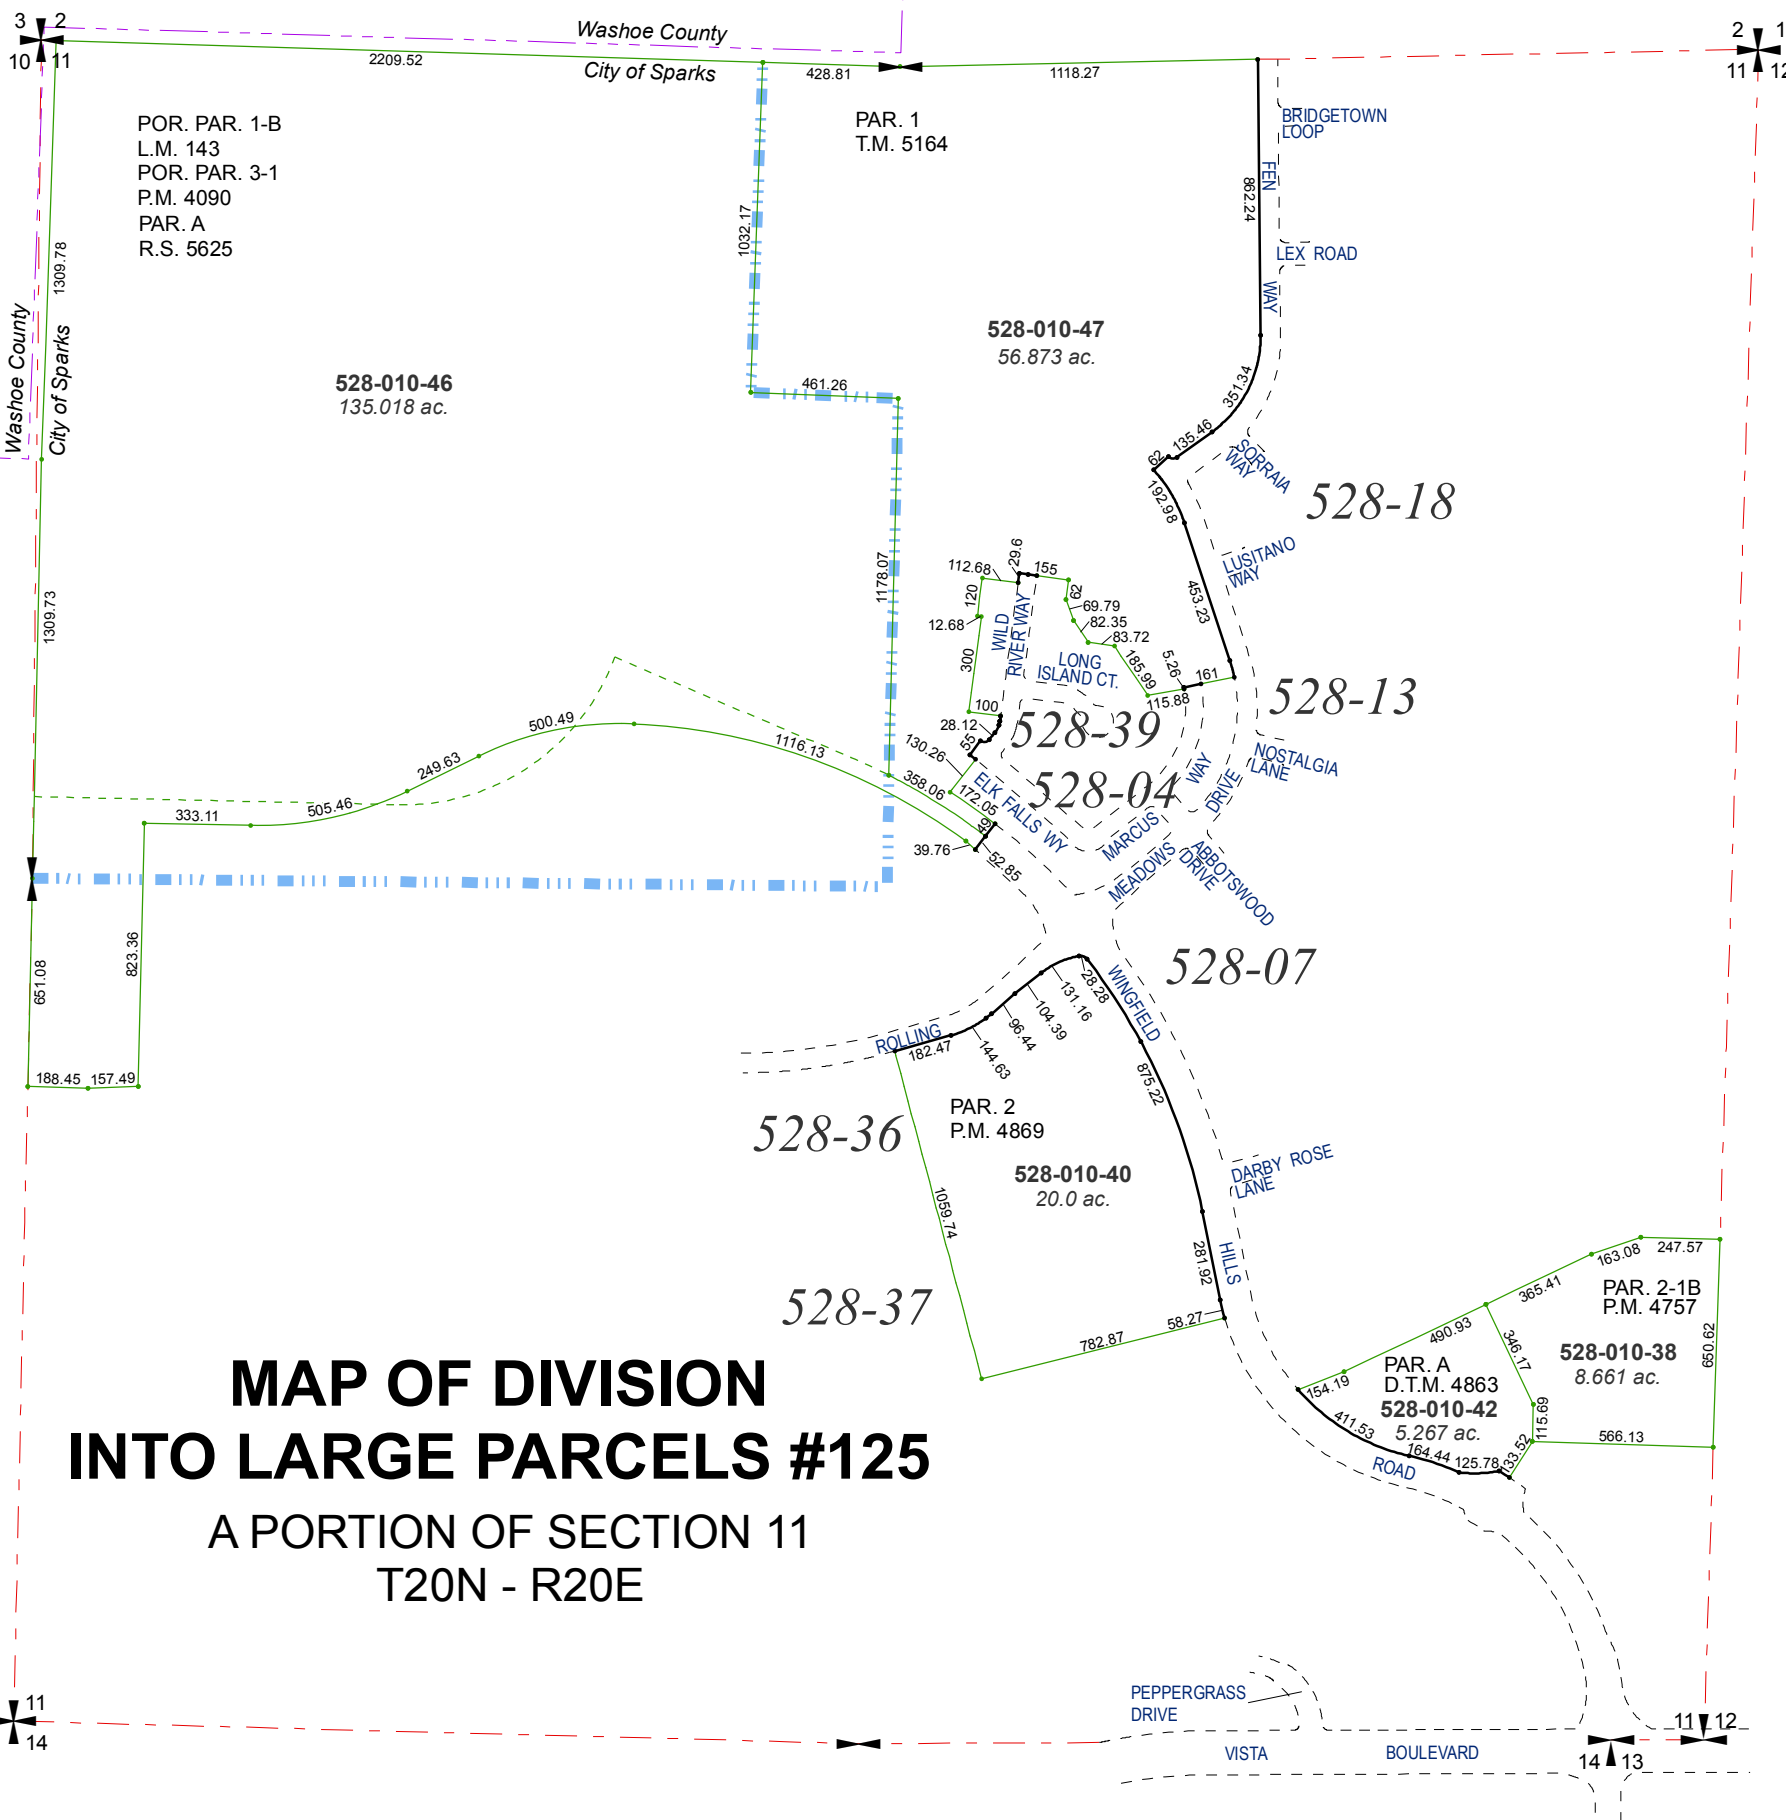 3 2
10 11
Washoe County
City of Sparks
2209.52
428.81
1118.27
2 1
11 12
POR. PAR. 1-B
L.M. 143
POR. PAR. 3-1
P.M. 4090
PAR. A
R.S. 5625
PAR. 1
T.M. 5164
BRIDGETOWN
LOOP
FEN
WAY
862.24
LEX ROAD
1032.17
1309.78
Washoe County
City of Sparks
528-010-46
135.018 ac.
528-010-47
56.873 ac.
461.26
351.34
135.46
62
192.98
SORRAIA
WAY
528-18
LUSITANO
WAY
453.23
1178.07
1309.73
29.6
112.68
155
120
62
12.68
69.79
82.35
83.72
WILD
RIVER WAY
300
LONG
ISLAND CT.
185.99
5.26
161
115.88
528-13
100
28.12
528-39
55
130.26
528-04
NOSTALGIA
LANE
WAY
DRIVE
500.49
249.63
1116.13
358.06
172.05
ELK FALLS WY
505.46
333.11
49
39.76
52.85
MARCUS
MEADOWS
ABBOTSWOOD
DRIVE
823.36
651.08
188.45
157.49
528-07
WINGFIELD
28.28
131.16
104.39
96.44
144.63
ROLLING
182.47
875.22
528-36
PAR. 2
P.M. 4869
528-010-40
20.0 ac.
DARBY ROSE
LANE
1059.74
281.92
HILLS
528-37
58.27
782.87
247.57
163.08
365.41
PAR. 2-1B
P.M. 4757
490.93
346.17
650.62
528-010-38
8.661 ac.
PAR. A
D.T.M. 4863
528-010-42
5.267 ac.
154.19
411.53
115.69
566.13
133.52
164.44
125.78
ROAD
MAP OF DIVISION
INTO LARGE PARCELS #125
A PORTION OF SECTION 11
T20N - R20E
11
14
PEPPERGRASS
DRIVE
VISTA
BOULEVARD
11 12
14 13